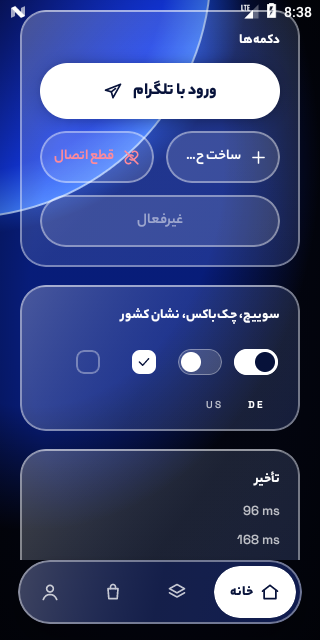 LTE 8:38
دکمه‌ها
ورود با تلگرام
ساخت ح...
قطع اتصال
غیرفعال
سوییچ، چک‌باکس، نشان کشور
DE US
تأخیر
96 ms
168 ms
خانه